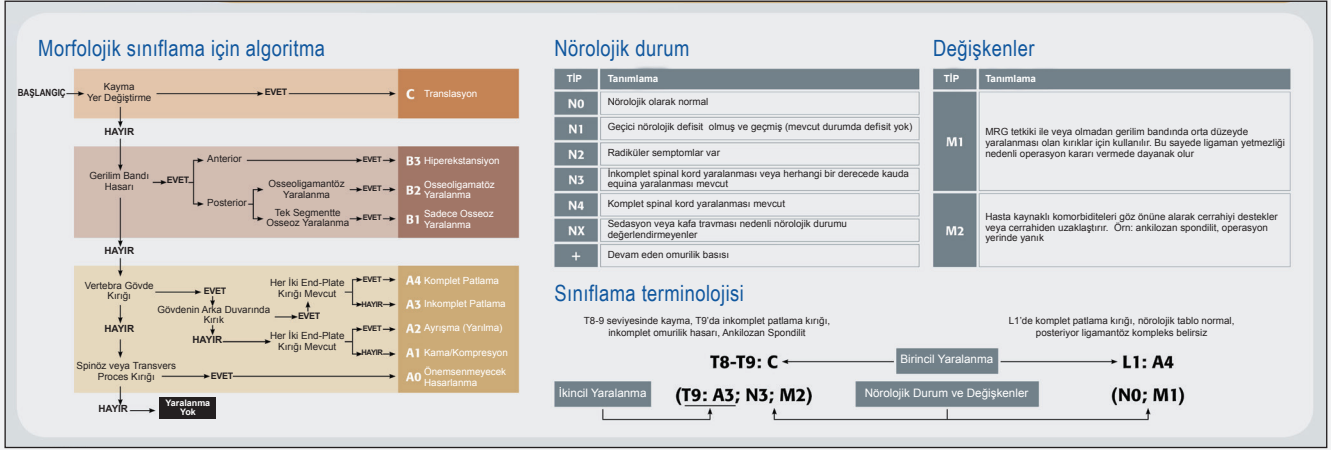 Morfolojik sınıflama için algoritma
BAŞLANGIÇ
Kayma
Yer Değiştirme
EVET
C Translasyon
HAYIR
Gerilim Bandı
Hasarı
EVET
Anterior
EVET
B3 Hiperekstansiyon
Posterior
Osseoligamantöz
Yaralanma
EVET
B2 Osseoligamatöz
Yaralanma
Tek Segmentte
Osseoz Yaralanma
EVET
B1 Sadece Osseoz
Yaralanma
HAYIR
Vertebra Gövde
Kırığı
EVET
Gövdenin Arka Duvarında
Kırık
EVET
Her İki End-Plate
Kırığı Mevcut
EVET
A4 Komplet Patlama
HAYIR
A3 Inkomplet Patlama
HAYIR
Her İki End-Plate
Kırığı Mevcut
EVET
A2 Ayrışma (Yarılma)
HAYIR
A1 Kama/Kompresyon
HAYIR
Spinöz veya Transvers
Proces Kırığı
EVET
A0 Önemsenmeyecek
Hasarlanma
HAYIR
Yaralanma
Yok
Nörolojik durum
TİP Tanımlama
N0 Nörolojik olarak normal
N1 Geçici nörolojik defisit olmuş ve geçmiş (mevcut durumda defisit yok)
N2 Radiküler semptomlar var
N3 İnkomplet spinal kord yaralanması veya herhangi bir derecede kauda
equina yaralanması mevcut
N4 Komplet spinal kord yaralanması mevcut
NX Sedasyon veya kafa travması nedenli nörolojik durumu
değerlendirmeyenler
+ Devam eden omurilik basısı
Değişkenler
TİP Tanımlama
M1 MRG tetkiki ile veya olmadan gerilim bandında orta düzeyde
yaralanması olan kırıklar için kullanılır. Bu sayede ligaman yetmezliği
nedenli operasyon kararı vermede dayanak olur
M2 Hasta kaynaklı komorbiditeleri göz önüne alarak cerrahiyi destekler
veya cerrahiden uzaklaştırır. Örn: ankilozan spondilit, operasyon
yerinde yanık
Sınıflama terminolojisi
T8-9 seviyesinde kayma, T9'da inkomplet patlama kırığı,
inkomplet omurilik hasarı, Ankilozan Spondilit
L1'de komplet patlama kırığı, nörolojik tablo normal,
posteriyor ligamantöz kompleks belirsiz
T8-T9: C
Birincil Yaralanma
L1: A4
İkincil Yaralanma
(T9: A3; N3; M2)
Nörolojik Durum ve Değişkenler
(N0; M1)